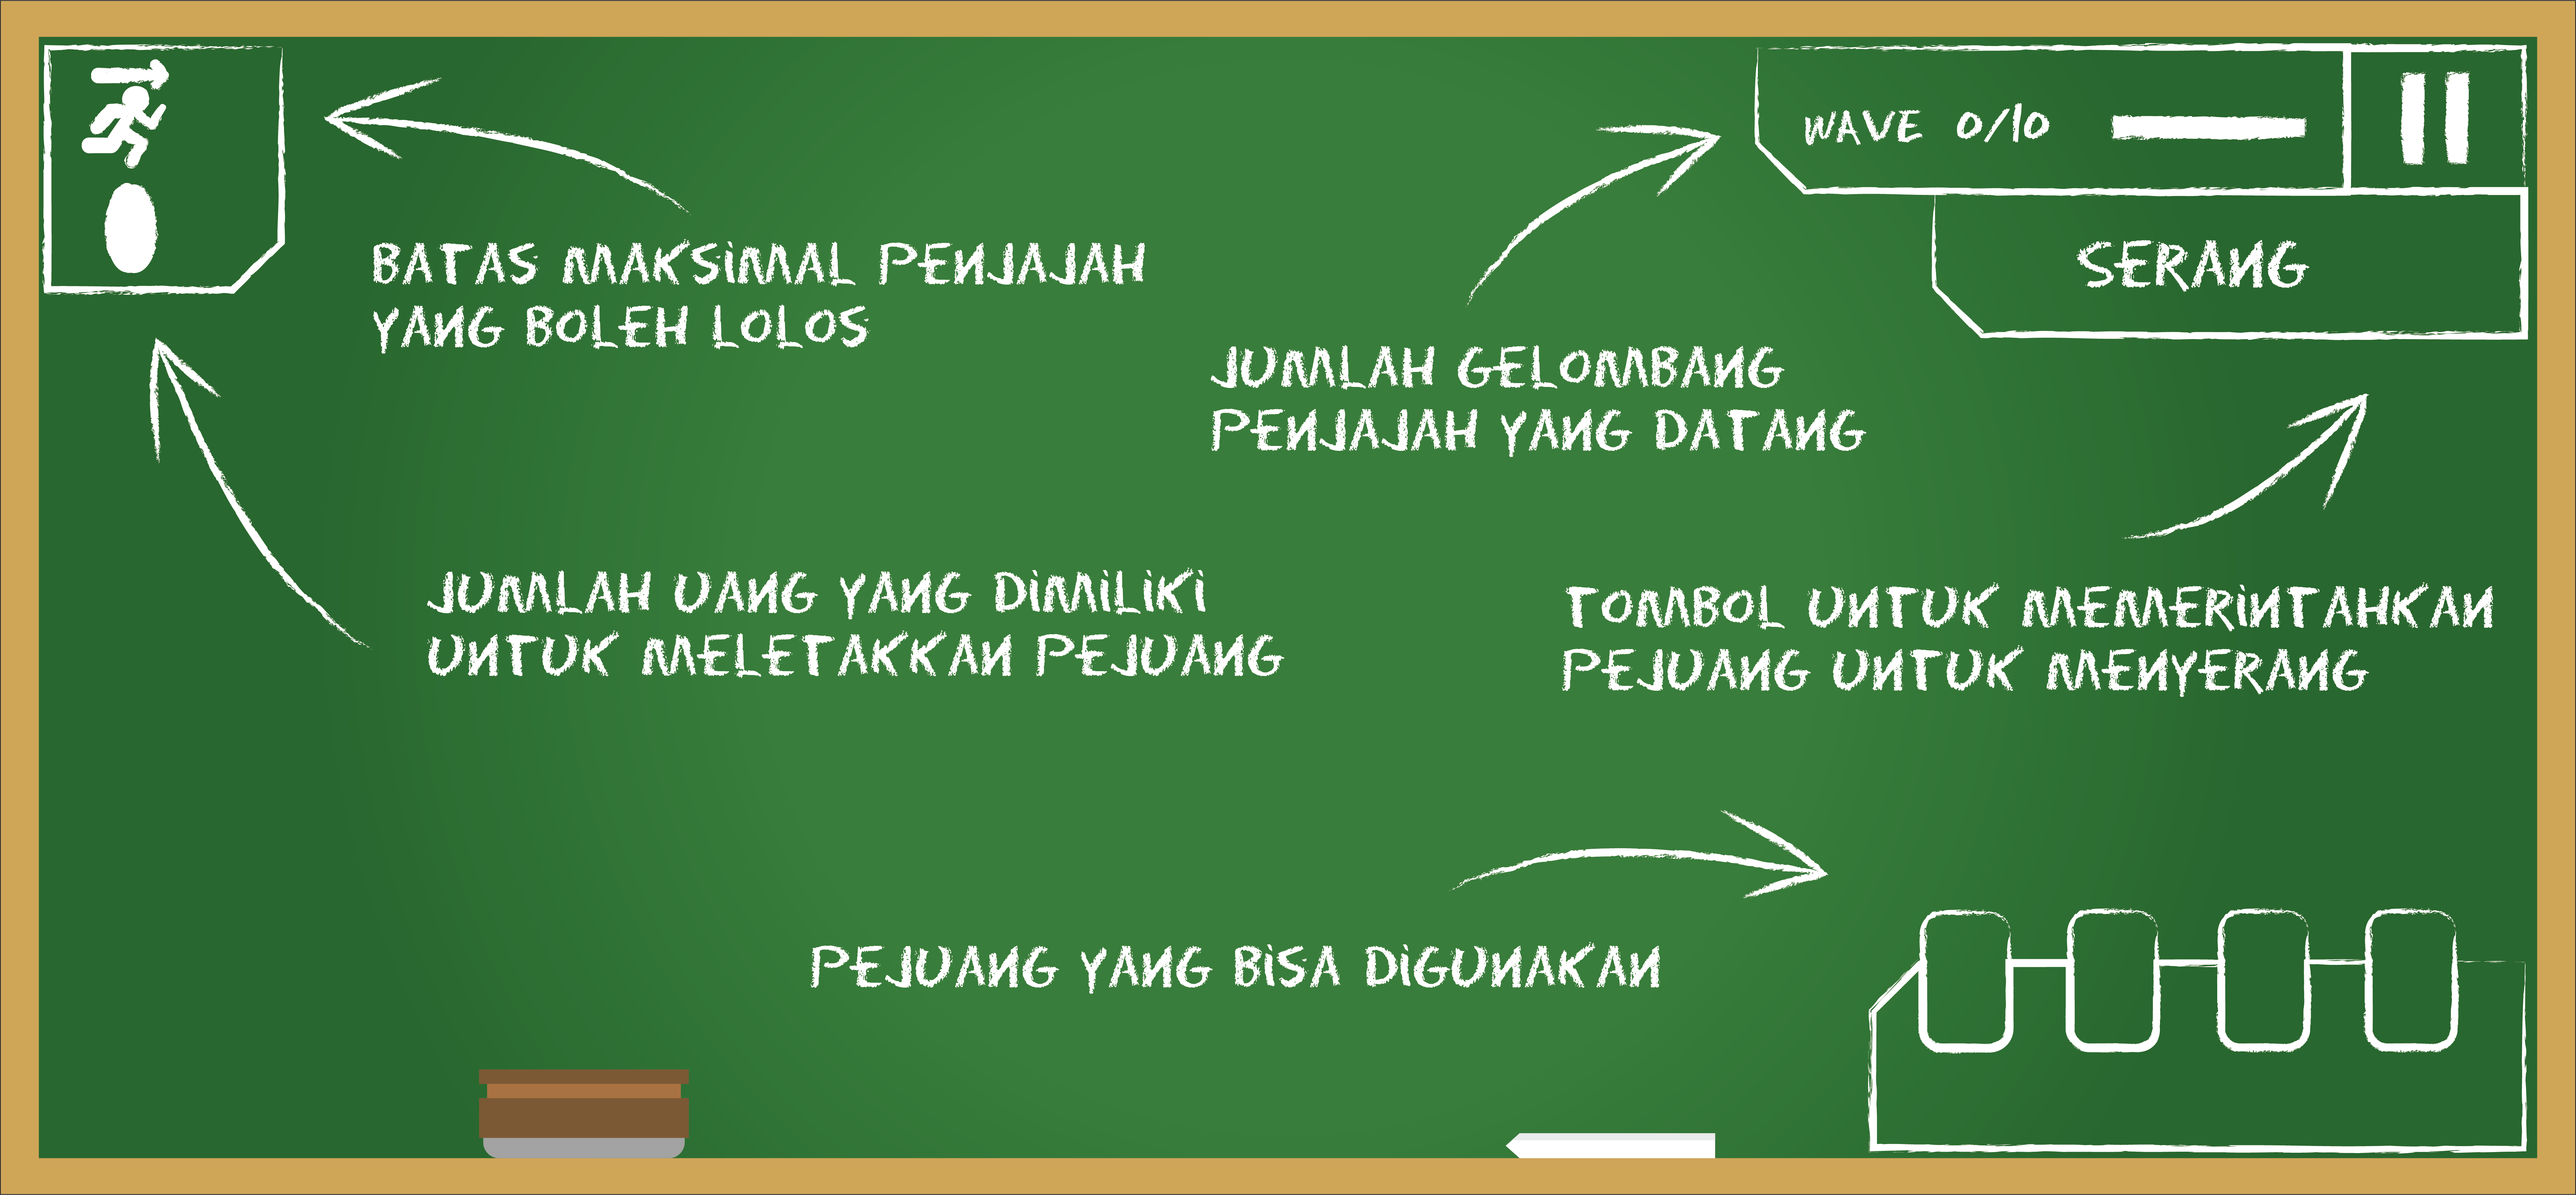 WAVE 0/10
SERANG
BATAS MAKSiMAL PENJAJAH
YANG BOLEH LOLOS
JUMLAH GELOMBANG
PENJAJAH YANG DATANG
JUMLAH UANG YANG DiMiLiKi
UNTUK MELETAKKAN PEJUANG
TOMBOL UNTUK MEMERiNTAHKAN
PEJUANG UNTUK MENYERANG
PEJUANG YANG BiSA DiGUNAKAN